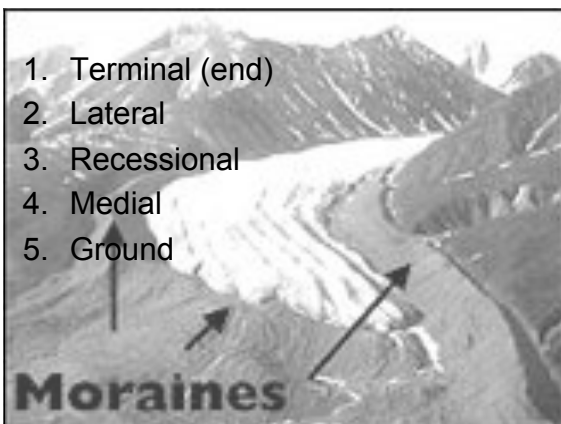 1. Terminal (end)
2. Lateral
3. Recessional
4. Medial
5. Ground
Moraines